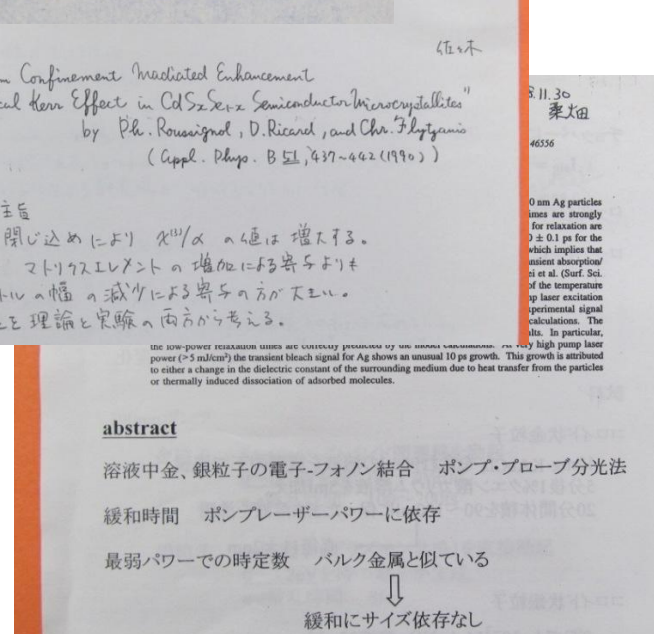 佐々木
Confinement Mediated Enhancement
Kerr Effect in CdSxSe1-x Semiconductor Microcrystallites"
by Ph. Roussignol, D. Ricard, and Chr. Flytzanis
(Appl. Phys. B 51, 437~442 (1990))
主旨
閉じ込めにより χ(3)/α の値は増大する。
マトリクスエレメントの増加による寄与よりも
トルの幅の減少による寄与の方が大きい。
を理論と実験の両方から考える。
.11.30
桑畑
46556
0 nm Ag particles
imes are strongly
for relaxation are
± 0.1 ps for the
which implies that
absorption/
et al. (Surf. Sci.
of the temperature
laser excitation
experimental signal
calculations. The
In particular,
the low-power relaxation times are correctly predicted by the model calculations. At very high pump laser
power (>5 mJ/cm²) the transient bleach signal for Ag shows an unusual 10 ps growth. This growth is attributed
to either a change in the dielectric constant of the surrounding medium due to heat transfer from the particles
or thermally induced dissociation of adsorbed molecules.
abstract
溶液中金、銀粒子の電子-フォノン結合 ポンプ・プローブ分光法
緩和時間 ポンプレーザーパワーに依存
最弱パワーでの時定数 バルク金属と似ている
⇩
緩和にサイズ依存なし